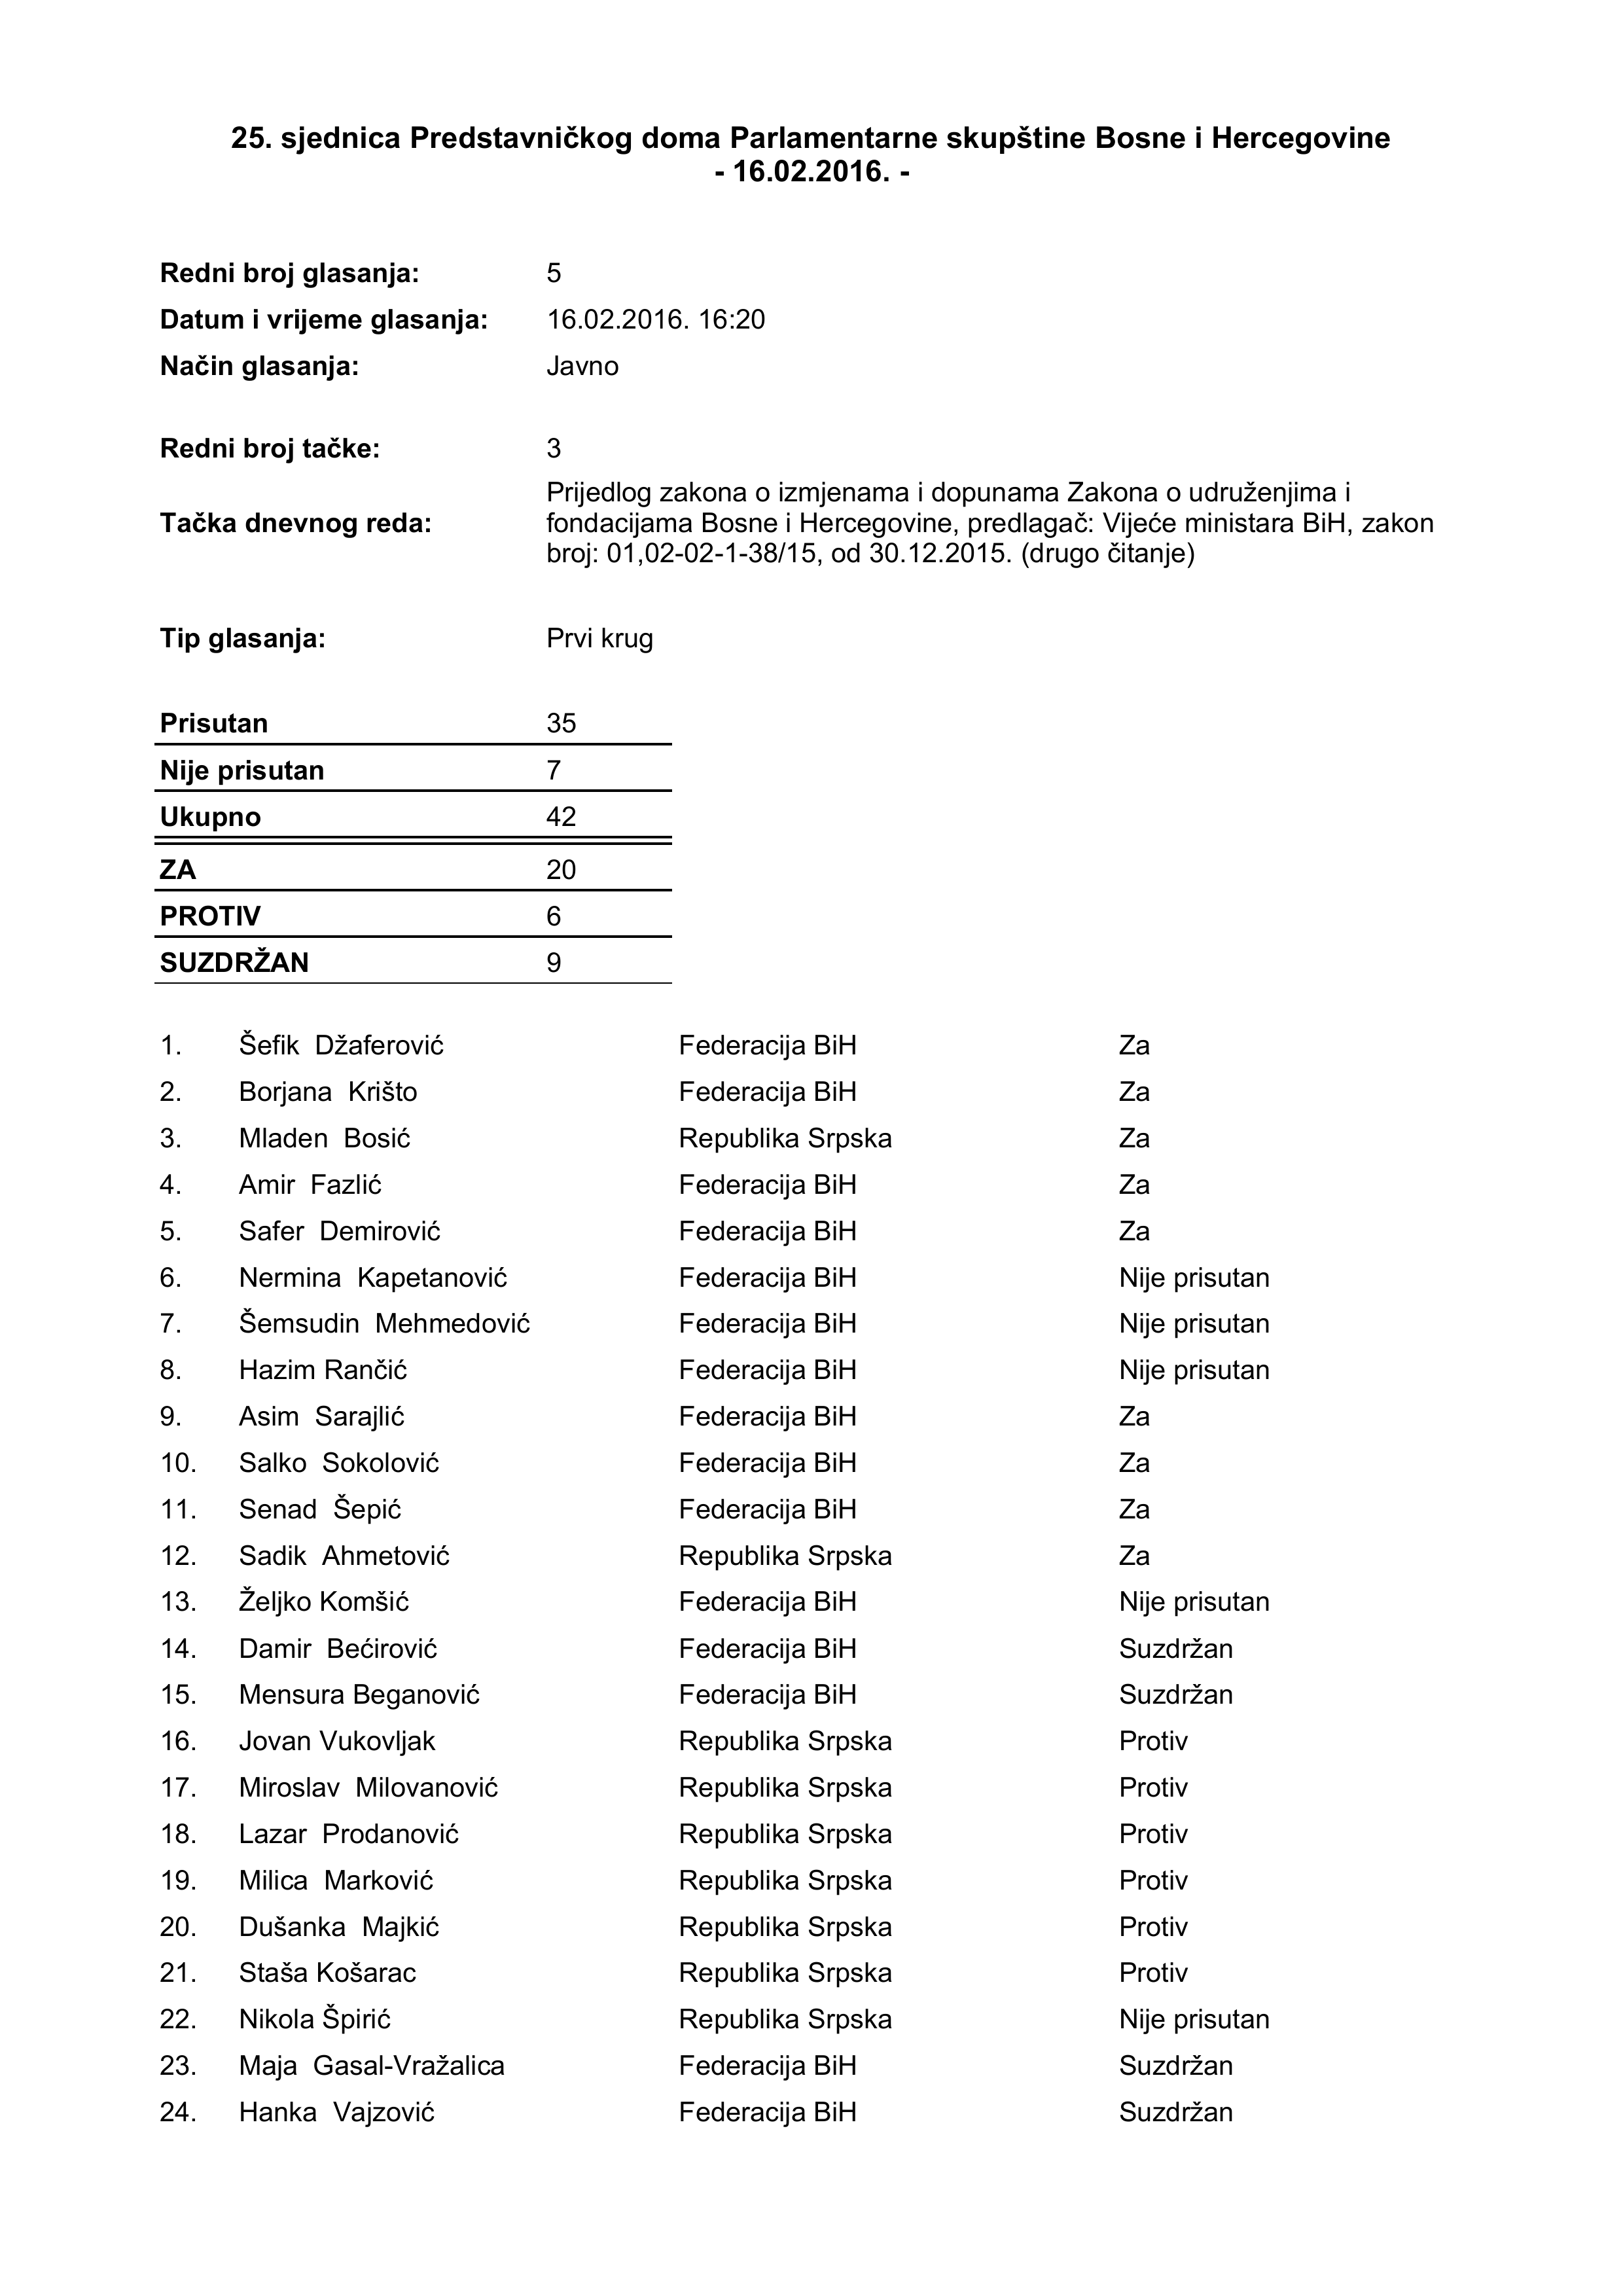 25. sjednica Predstavničkog doma Parlamentarne skupštine Bosne i Hercegovine
- 16.02.2016. -
Redni broj glasanja: 5
Datum i vrijeme glasanja: 16.02.2016. 16:20
Način glasanja: Javno
Redni broj tačke: 3
Tačka dnevnog reda: Prijedlog zakona o izmjenama i dopunama Zakona o udruženjima i
fondacijama Bosne i Hercegovine, predlagač: Vijeće ministara BiH, zakon
broj: 01,02-02-1-38/15, od 30.12.2015. (drugo čitanje)
Tip glasanja: Prvi krug
Prisutan 35
Nije prisutan 7
Ukupno 42
ZA 20
PROTIV 6
SUZDRŽAN 9
1. Šefik Džaferović Federacija BiH Za
2. Borjana Krišto Federacija BiH Za
3. Mladen Bosić Republika Srpska Za
4. Amir Fazlić Federacija BiH Za
5. Safer Demirović Federacija BiH Za
6. Nermina Kapetanović Federacija BiH Nije prisutan
7. Šemsudin Mehmedović Federacija BiH Nije prisutan
8. Hazim Rančić Federacija BiH Nije prisutan
9. Asim Sarajlić Federacija BiH Za
10. Salko Sokolović Federacija BiH Za
11. Senad Šepić Federacija BiH Za
12. Sadik Ahmetović Republika Srpska Za
13. Željko Komšić Federacija BiH Nije prisutan
14. Damir Bećirović Federacija BiH Suzdržan
15. Mensura Beganović Federacija BiH Suzdržan
16. Jovan Vukovljak Republika Srpska Protiv
17. Miroslav Milovanović Republika Srpska Protiv
18. Lazar Prodanović Republika Srpska Protiv
19. Milica Marković Republika Srpska Protiv
20. Dušanka Majkić Republika Srpska Protiv
21. Staša Košarac Republika Srpska Protiv
22. Nikola Špirić Republika Srpska Nije prisutan
23. Maja Gasal-Vražalica Federacija BiH Suzdržan
24. Hanka Vajzović Federacija BiH Suzdržan